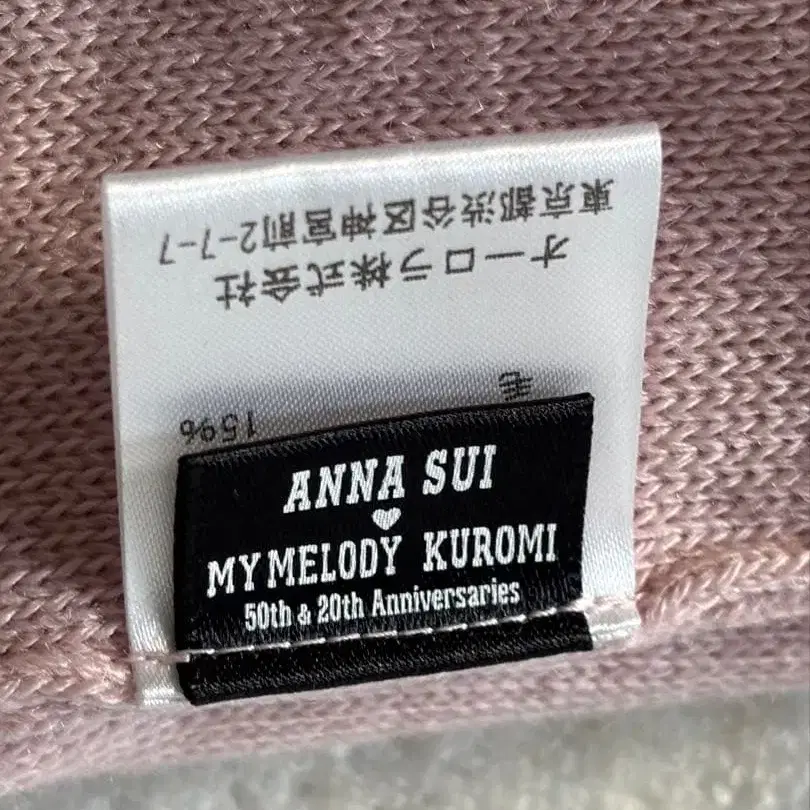 ANNA SUI
♥
MY MELODY KUROMI
50th & 20th Anniversaries
毛 15%
オーロラ株式会社
東京都渋谷区神宮前2-7-7